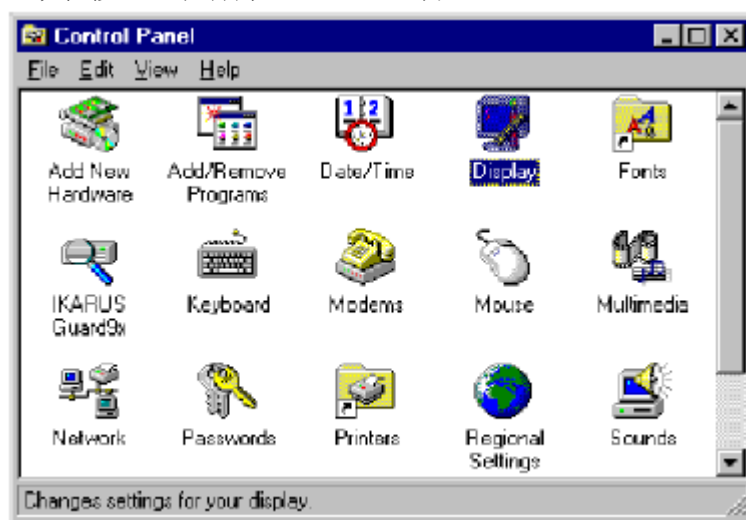 Control Panel
File Edit View Help
Add New Hardware
Add/Remove Programs
Date/Time
Display
Fonts
IKARUS Guard9x
Keyboard
Modems
Mouse
Multimedia
Network
Passwords
Printers
Regional Settings
Sounds
Changes settings for your display.